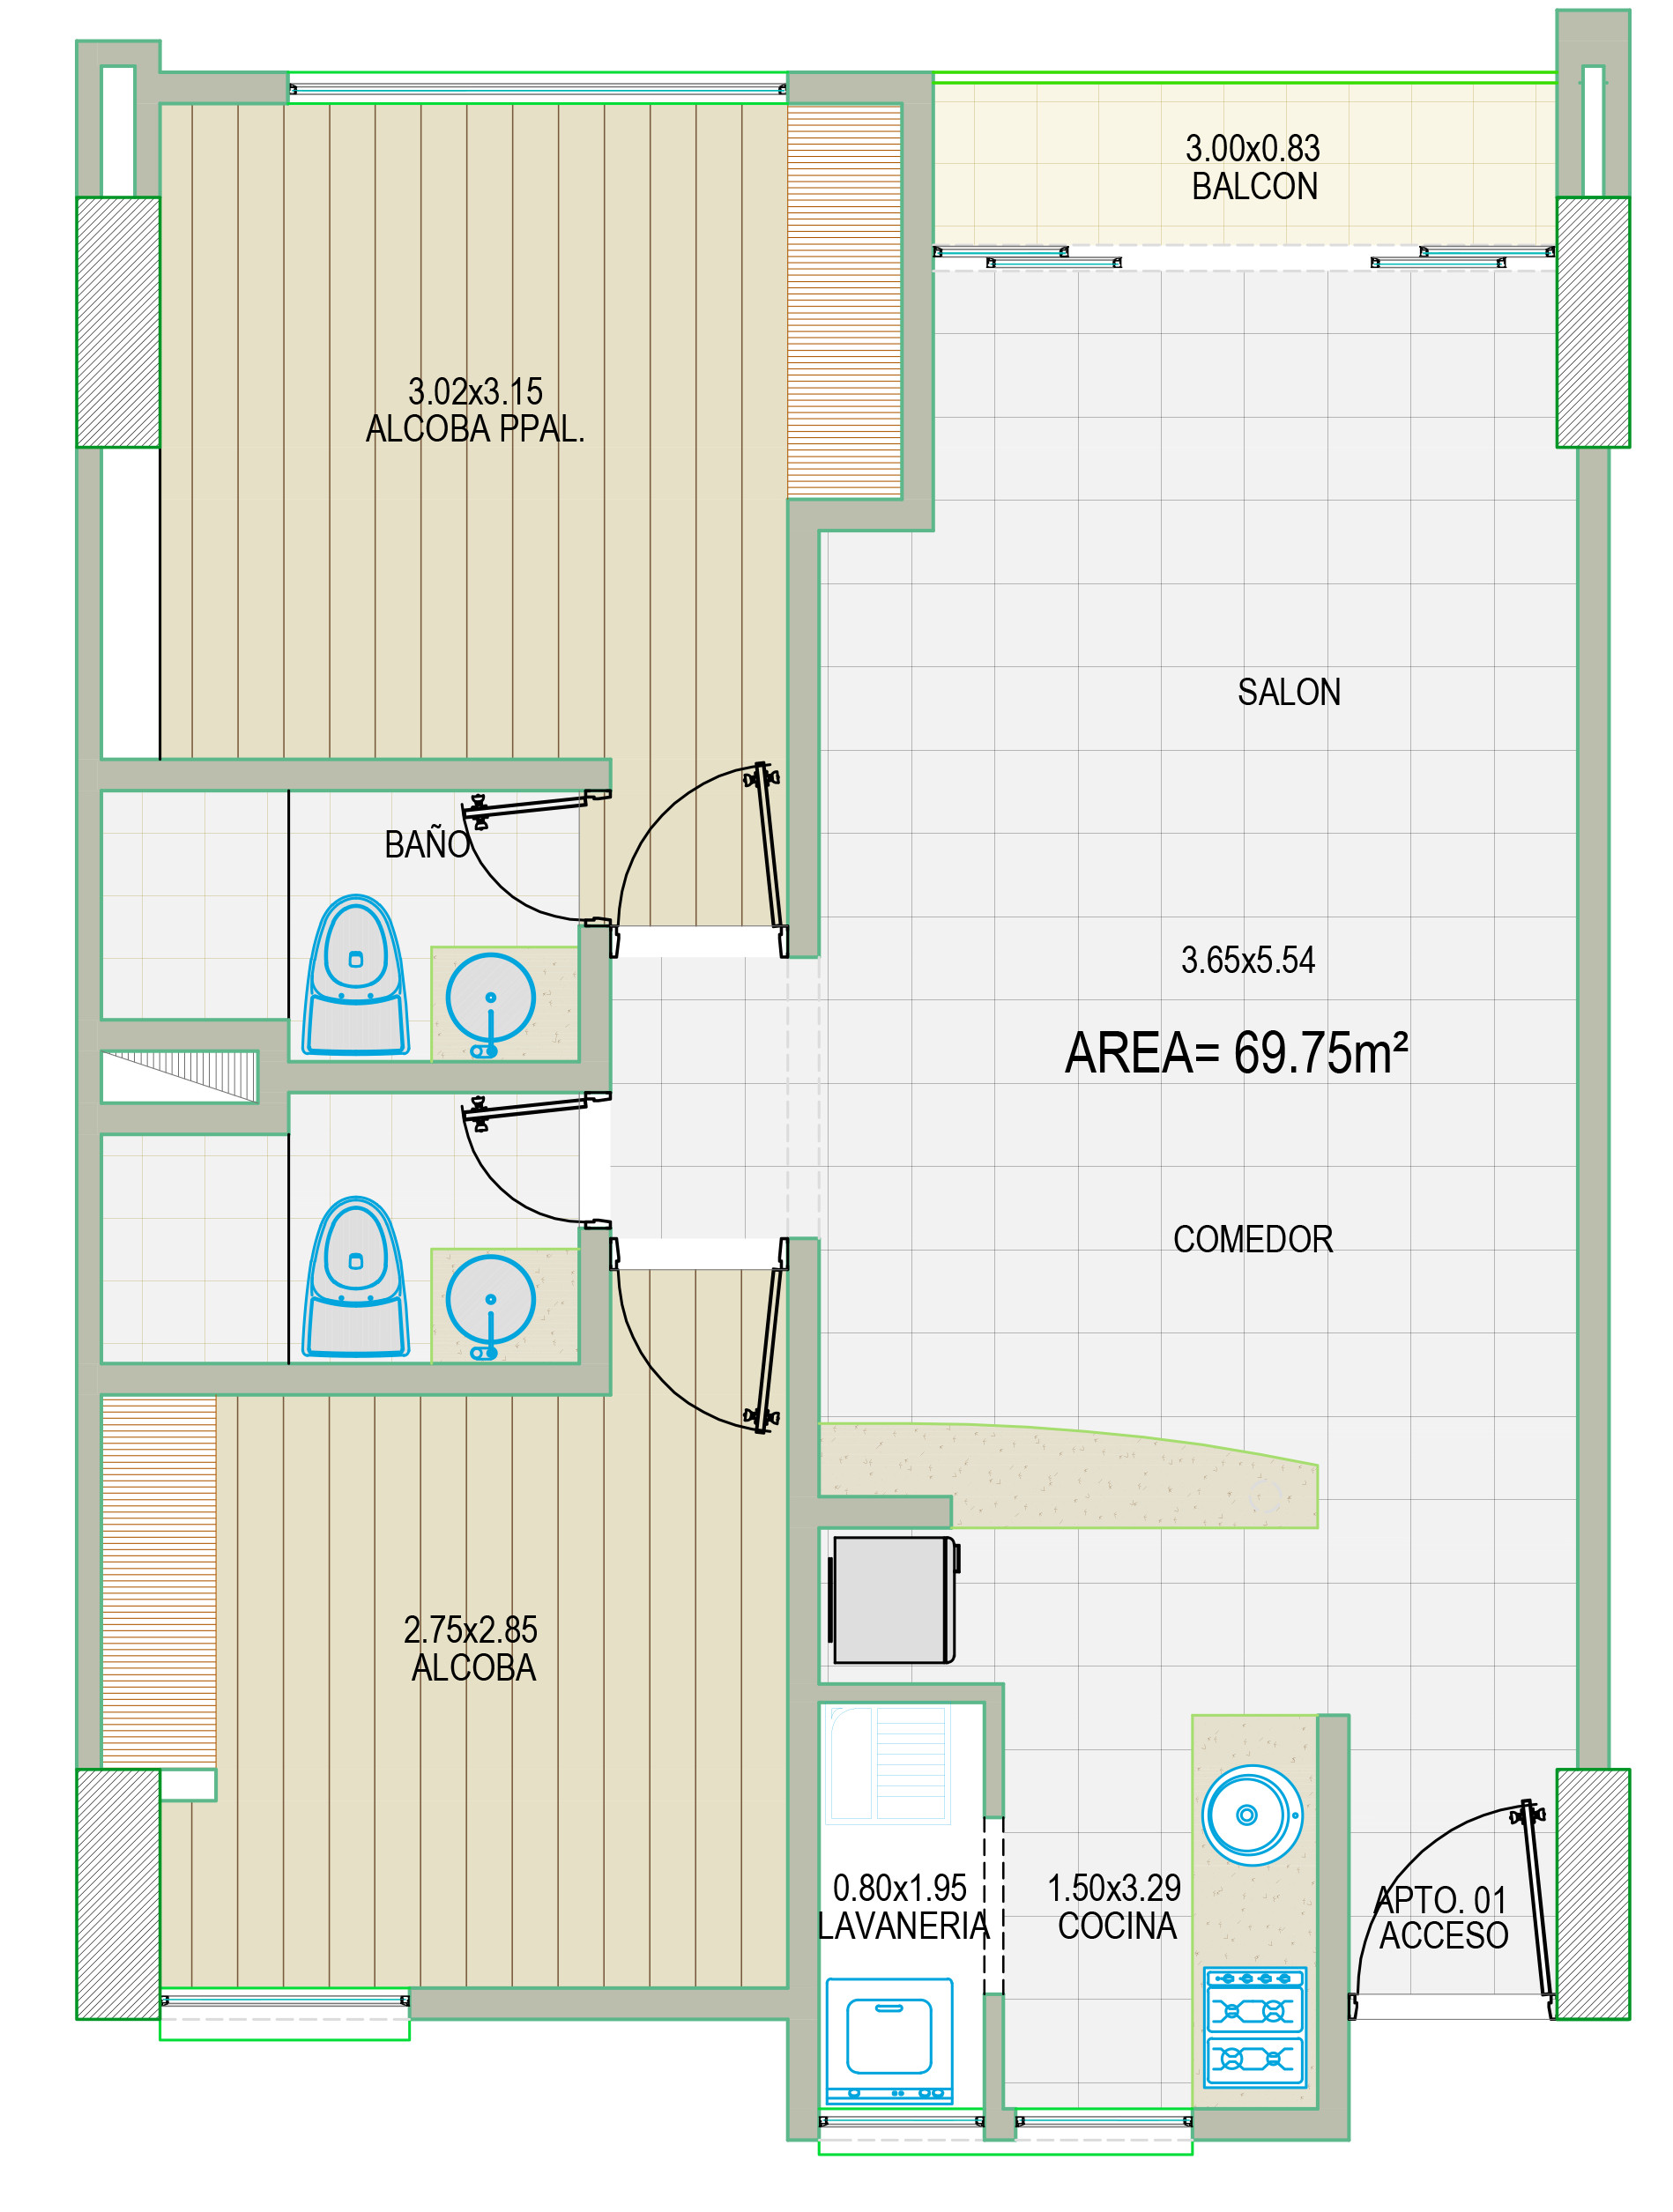 3.00x0.83
BALCON
3.02x3.15
ALCOBA PPAL.
SALON
BAÑO
3.65x5.54
AREA= 69.75m²
COMEDOR
2.75x2.85
ALCOBA
0.80x1.95
LAVANERIA
1.50x3.29
COCINA
APTO. 01
ACCESO